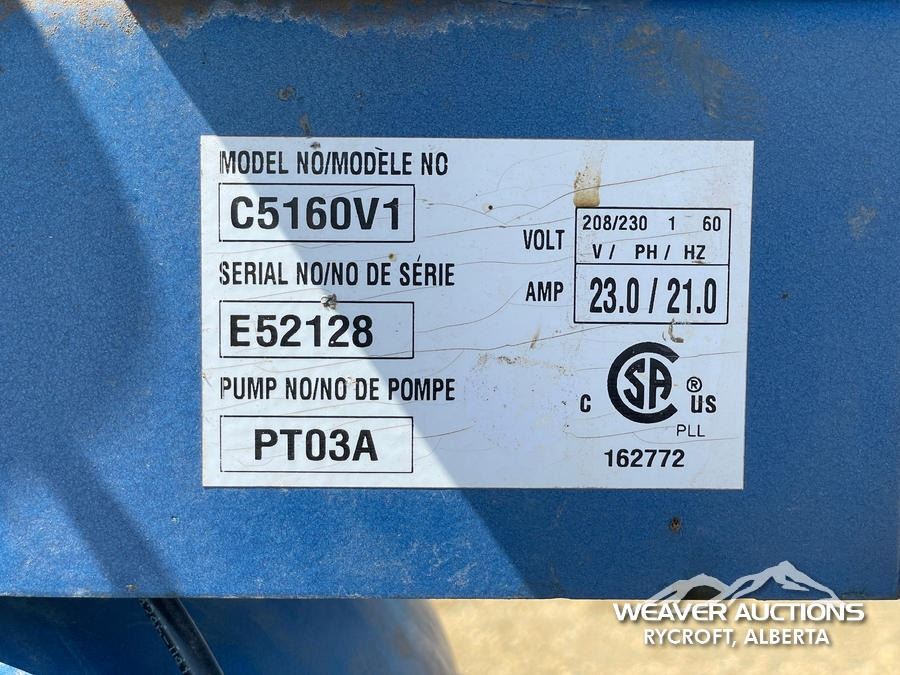 MODEL NO/MODÈLE NO
C5160V1
SERIAL NO/NO DE SÉRIE
E52128
PUMP NO/NO DE POMPE
PT03A
VOLT
208/230 1 60
V / PH / HZ
AMP
23.0 / 21.0
C SA ® US
PLL
162772
WEAVER AUCTIONS
RYCROFT, ALBERTA